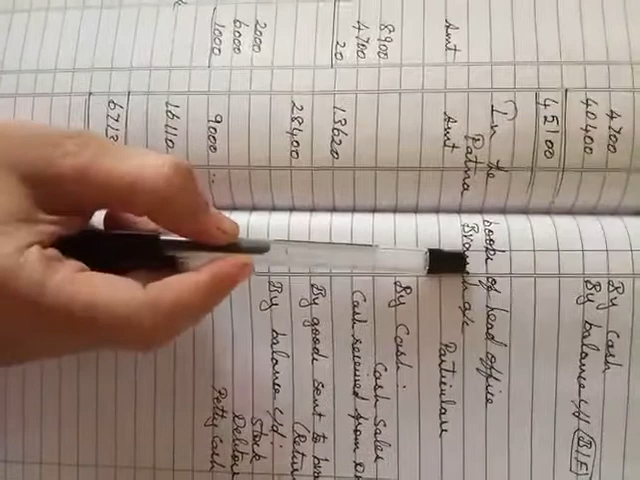 4700 By cash
40400 By balance c/d (B/F)
45100
In the books of head office
Patna Branch a/c
Amt Amt Particulars
By Cash:
8900 Cash Sales
4700 Cash received from
20 13620
By goods sent to
28400
By balance c/d:
2000 Stock
6000
1000 9000 Petty cash
16110